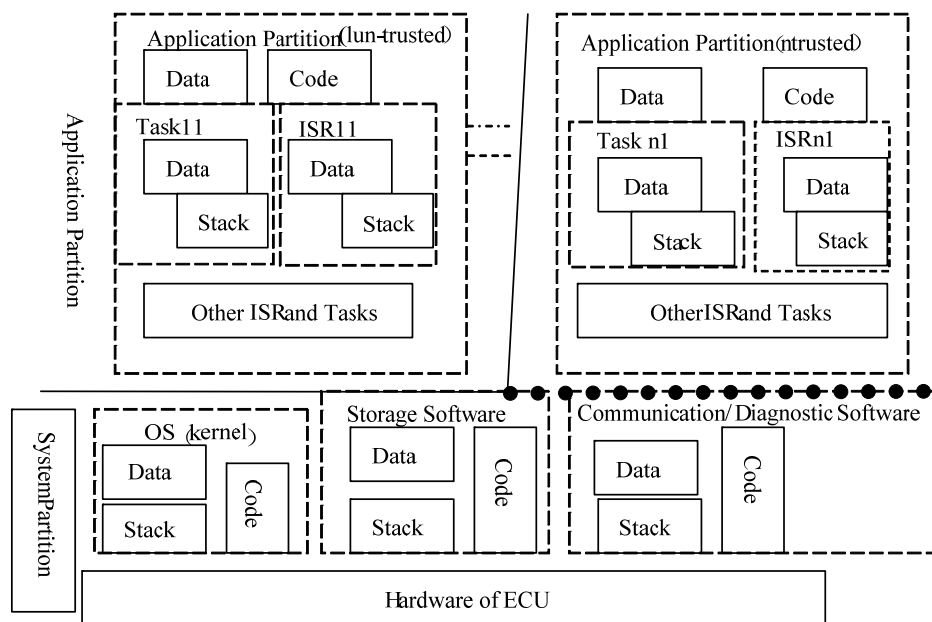 Application Partition(lun-trusted)
Data
Code
Task11
ISR11
Data
Data
Stack
Stack
Other ISRand Tasks
Application Partition(ntrusted)
Data
Code
Task n1
ISRn1
Data
Data
Stack
Stack
OtherISRand Tasks
Application Partition
SystemPartition
OS (kernel)
Data
Stack
Code
Storage Software
Data
Stack
Code
Communication/ Diagnostic Software
Data
Stack
Code
Hardware of ECU